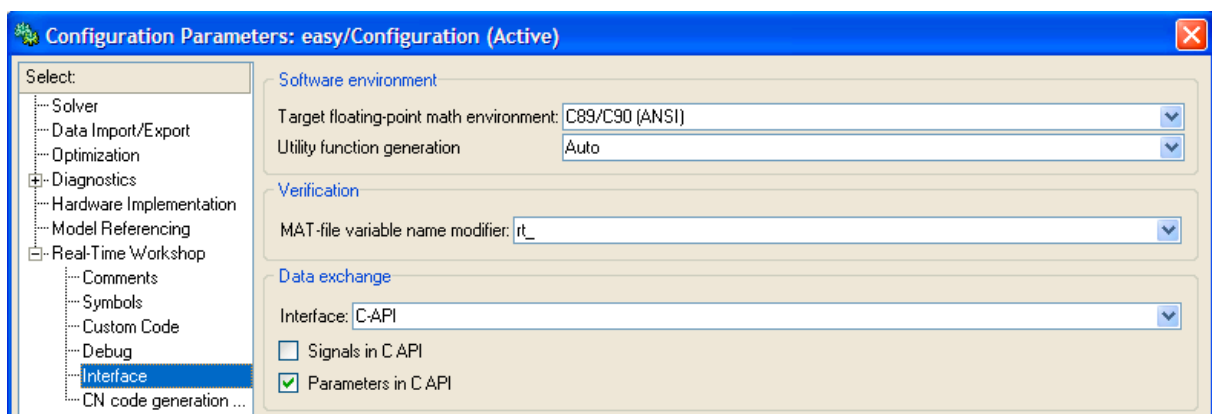 Configuration Parameters: easy/Configuration (Active)
Select:
Solver
Data Import/Export
Optimization
Diagnostics
Hardware Implementation
Model Referencing
Real-Time Workshop
Comments
Symbols
Custom Code
Debug
Interface
CN code generation ...
Software environment
Target floating-point math environment: C89/C90 (ANSI)
Utility function generation Auto
Verification
MAT-file variable name modifier: rt_
Data exchange
Interface: C-API
Signals in C API
Parameters in C API